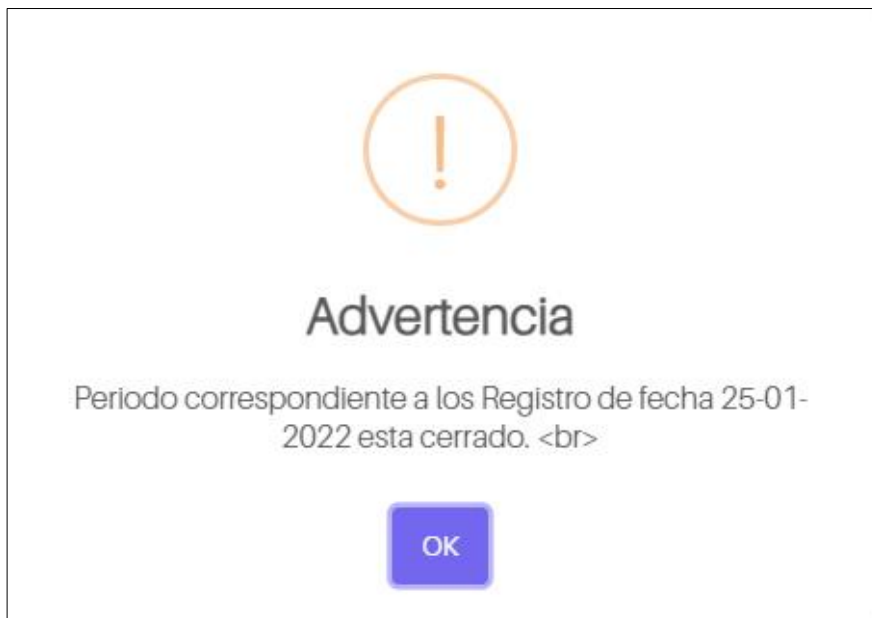 !
Advertencia
Periodo correspondiente a los Registro de fecha 25-01-
2022 esta cerrado. <br>
OK